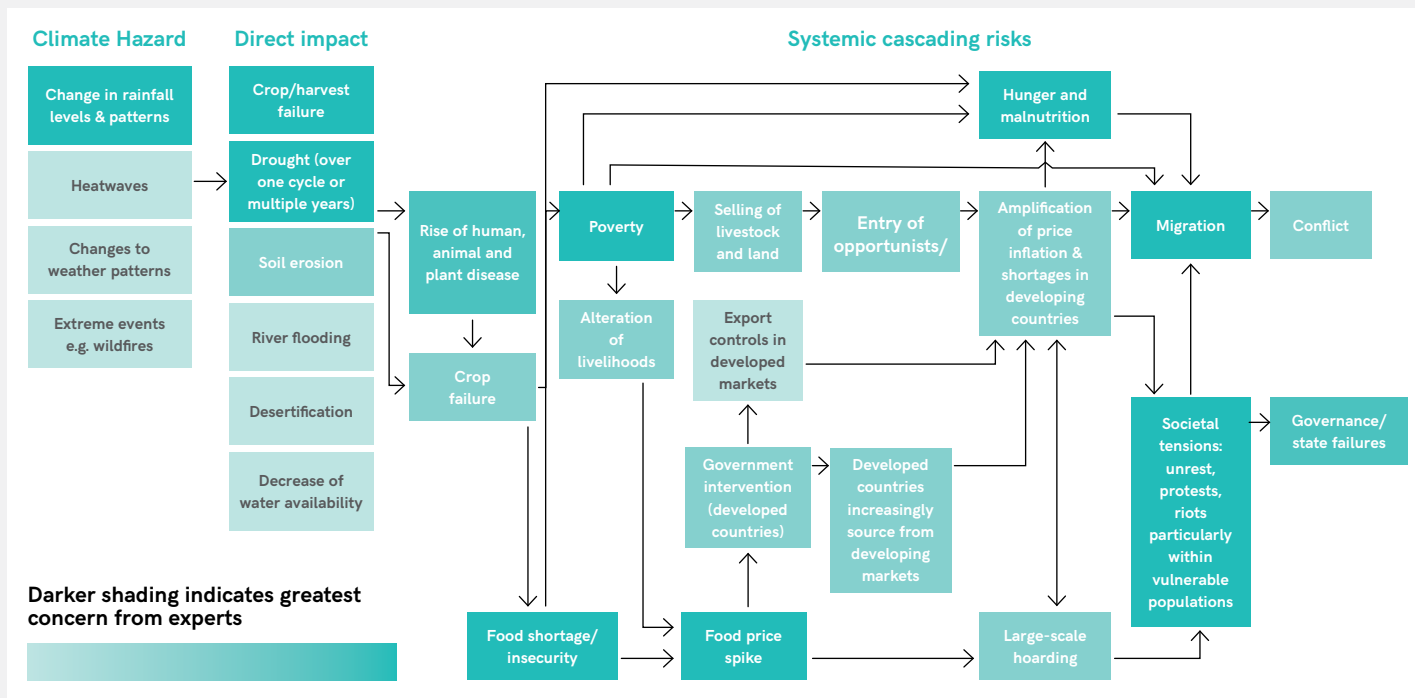 Climate Hazard
Direct impact
Systemic cascading risks
Change in rainfall
levels & patterns
Heatwaves
Changes to
weather patterns
Extreme events
e.g. wildfires
Crop/harvest
failure
Drought (over
one cycle or
multiple years)
Soil erosion
River flooding
Desertification
Decrease of
water availability
Rise of human,
animal and
plant disease
Crop
failure
Food shortage/
insecurity
Poverty
Alteration
of
livelihoods
Selling of
livestock
and land
Entry of
opportunists/
Export
controls in
developed
markets
Government
intervention
(developed
countries)
Developed
countries
increasingly
source from
developing
markets
Food price
spike
Hunger and
malnutrition
Amplification
of price
inflation &
shortages in
developing
countries
Large-scale
hoarding
Migration
Conflict
Societal
tensions:
unrest,
protests,
riots
particularly
within
vulnerable
populations
Governance/
state failures
Darker shading indicates greatest
concern from experts